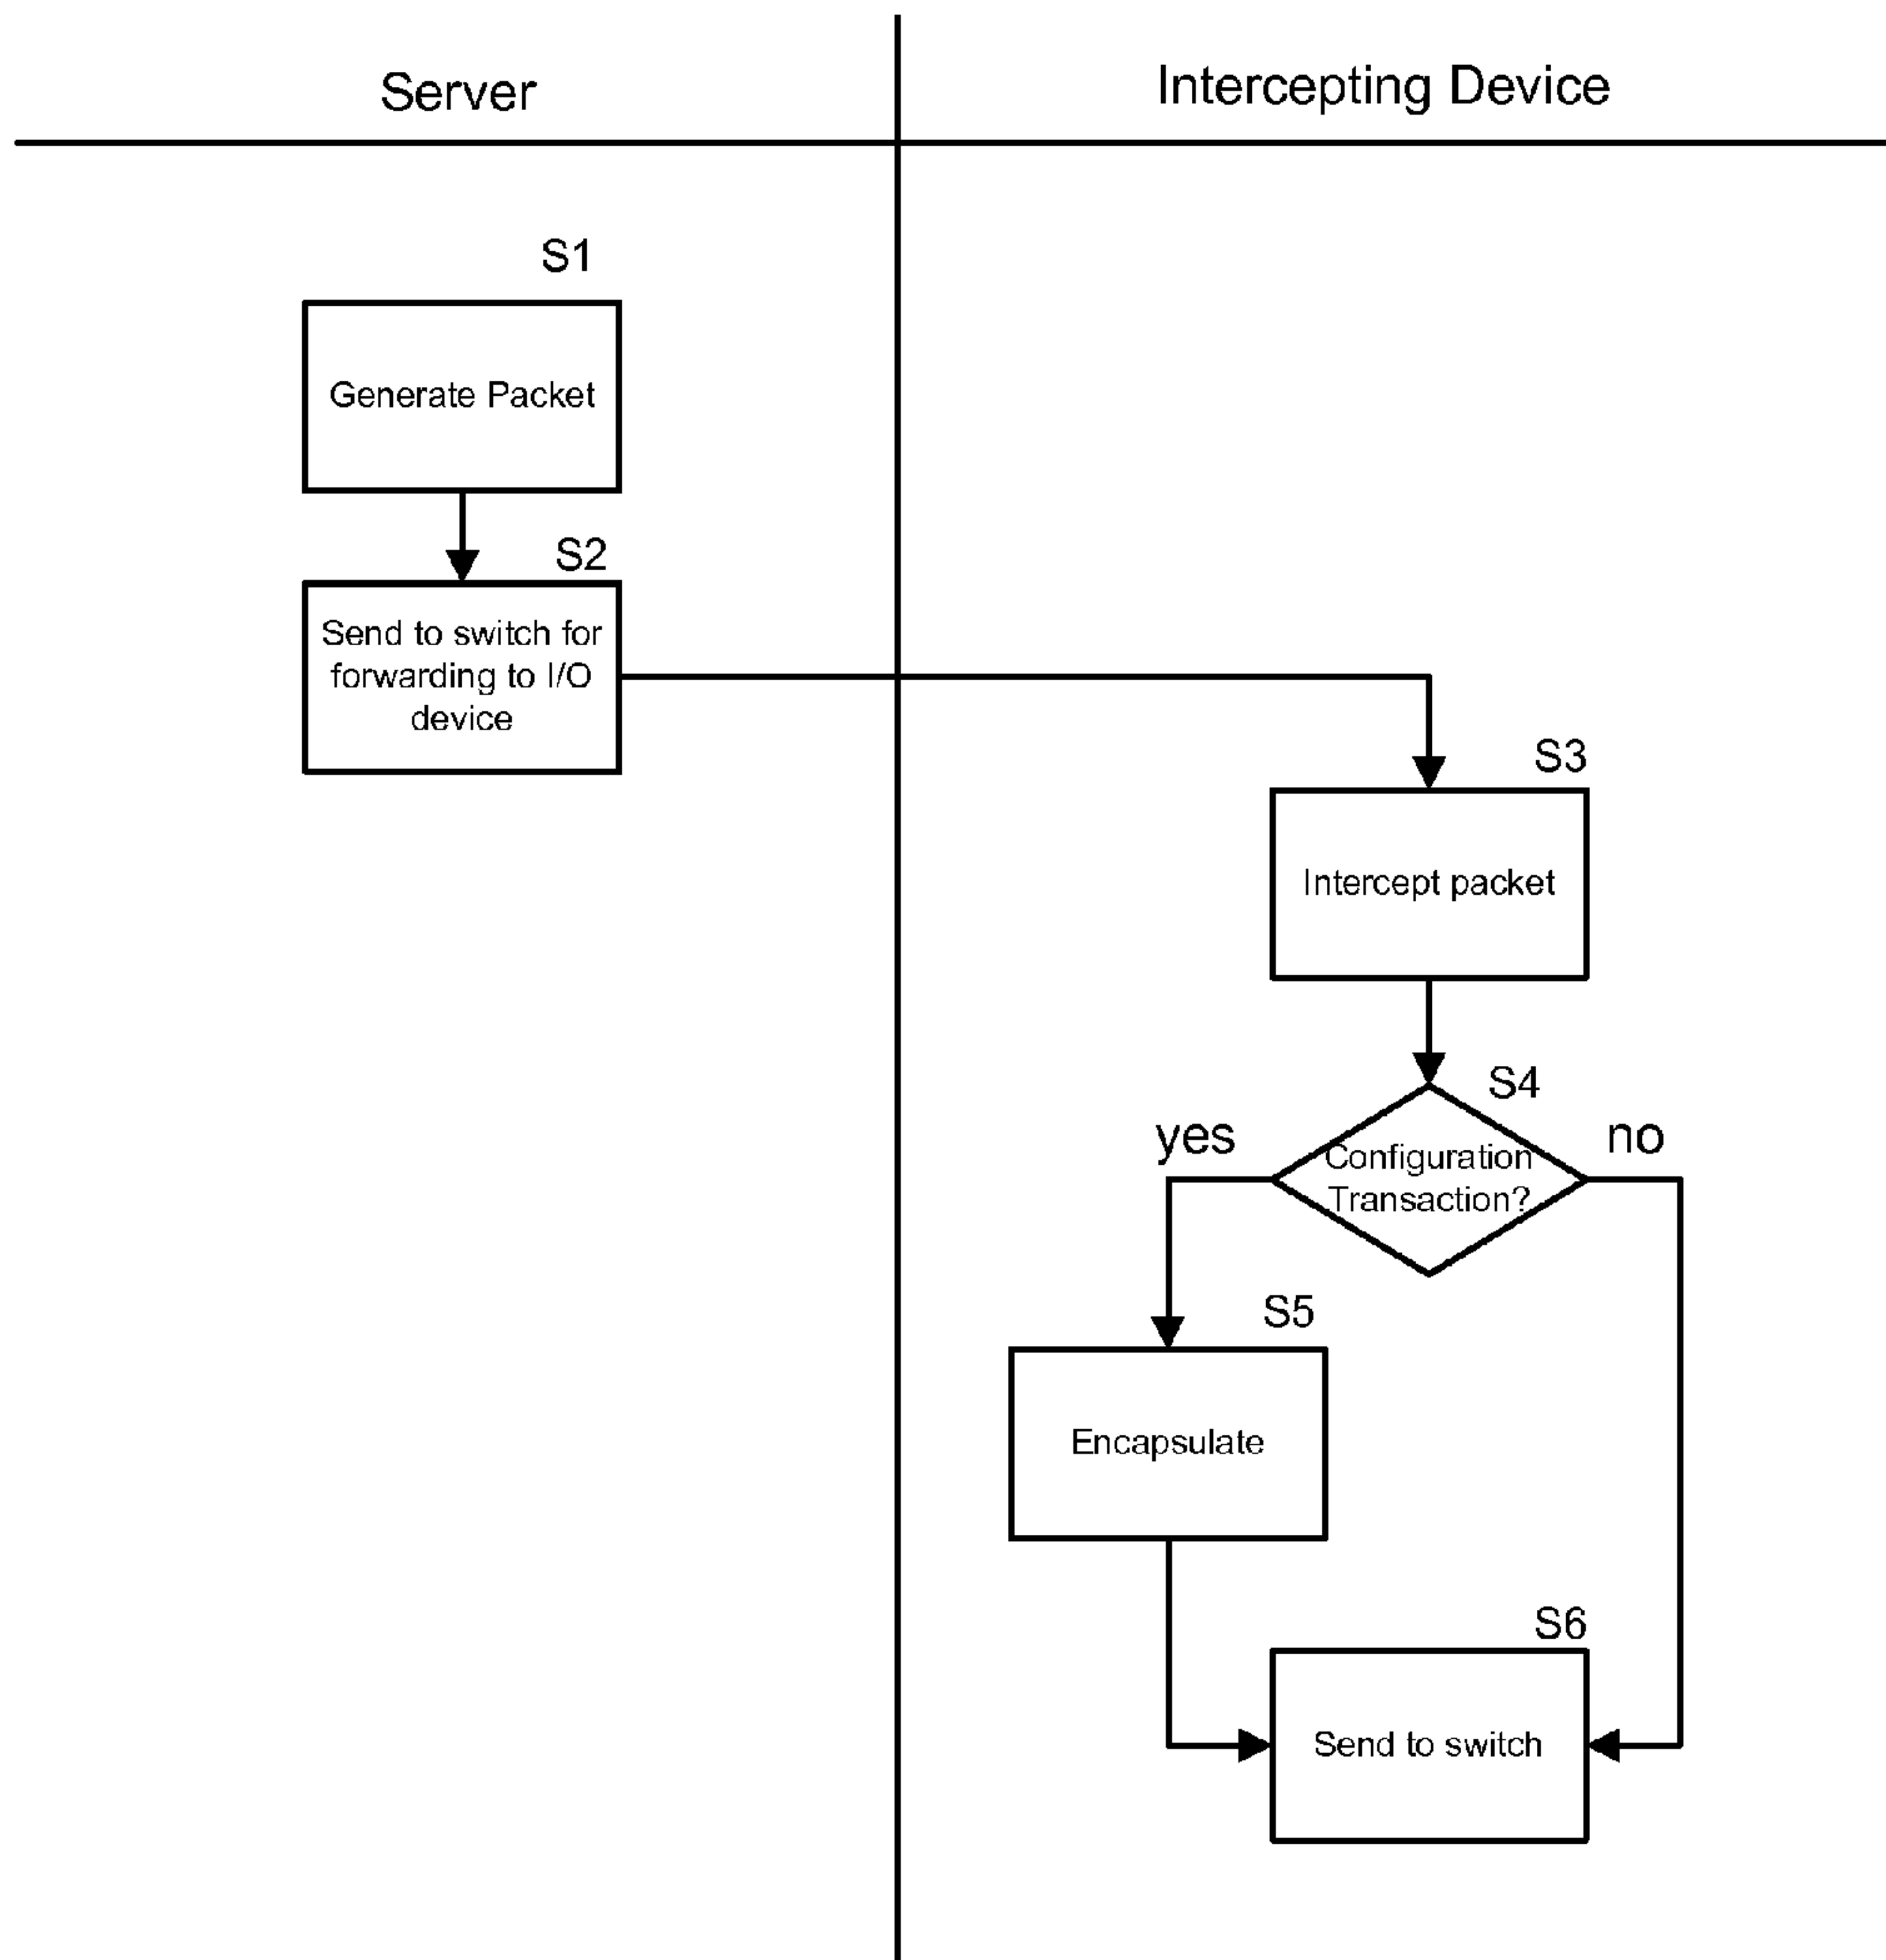 Server
Intercepting Device
S1
Generate Packet
S2
Send to switch for
forwarding to I/O
device
S3
Intercept packet
S4
yes
no
Configuration
Transaction?
S5
Encapsulate
S6
Send to switch